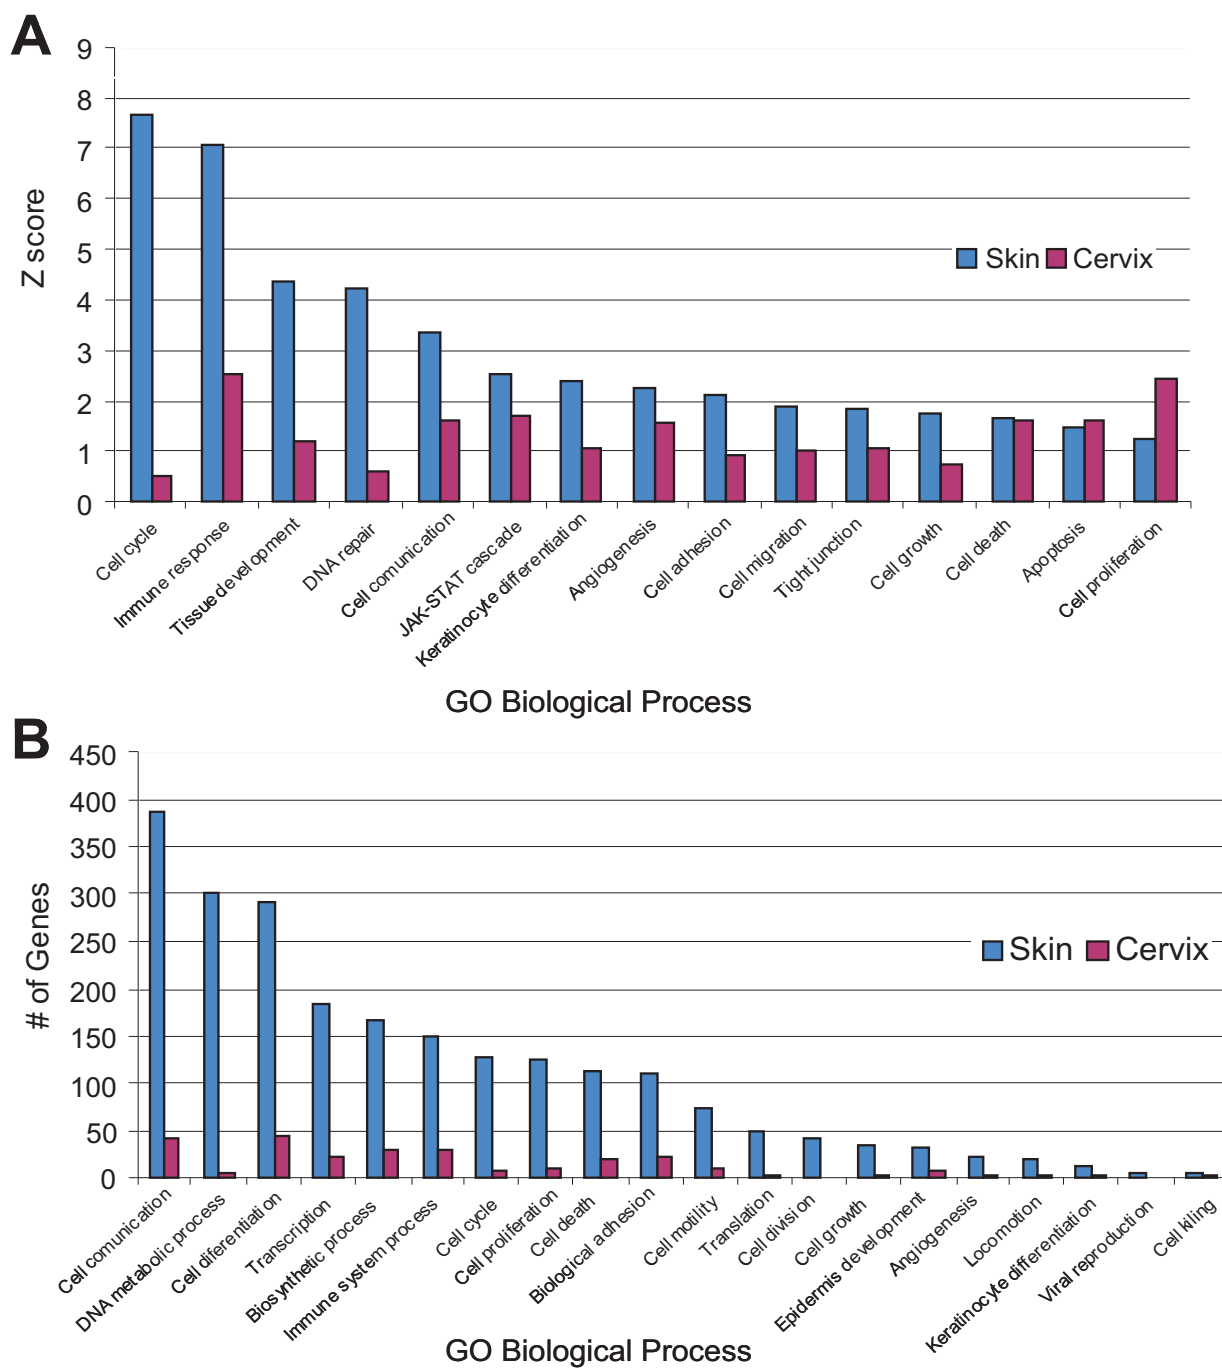 A
9
8
7
6
5
4
3
2
1
0
Z score
Skin Cervix
Cell cycle
Immune response
Tissue development
DNA repair
Cell comunication
JAK-STAT cascade
Keratinocyte differentiation
Angiogenesis
Cell adhesion
Cell migration
Tight junction
Cell growth
Cell death
Apoptosis
Cell proliferation
GO Biological Process
B
450
400
350
300
250
200
150
100
50
0
# of Genes
Skin Cervix
Cell comunication
DNA metabolic process
Cell differentiation
Transcription
Biosynthetic process
Immune system process
Cell cycle
Cell proliferation
Cell death
Biological adhesion
Cell motility
Translation
Cell division
Cell growth
Epidermis development
Angiogenesis
Locomotion
Keratinocyte differentiation
Viral reproduction
Cell killing
GO Biological Process